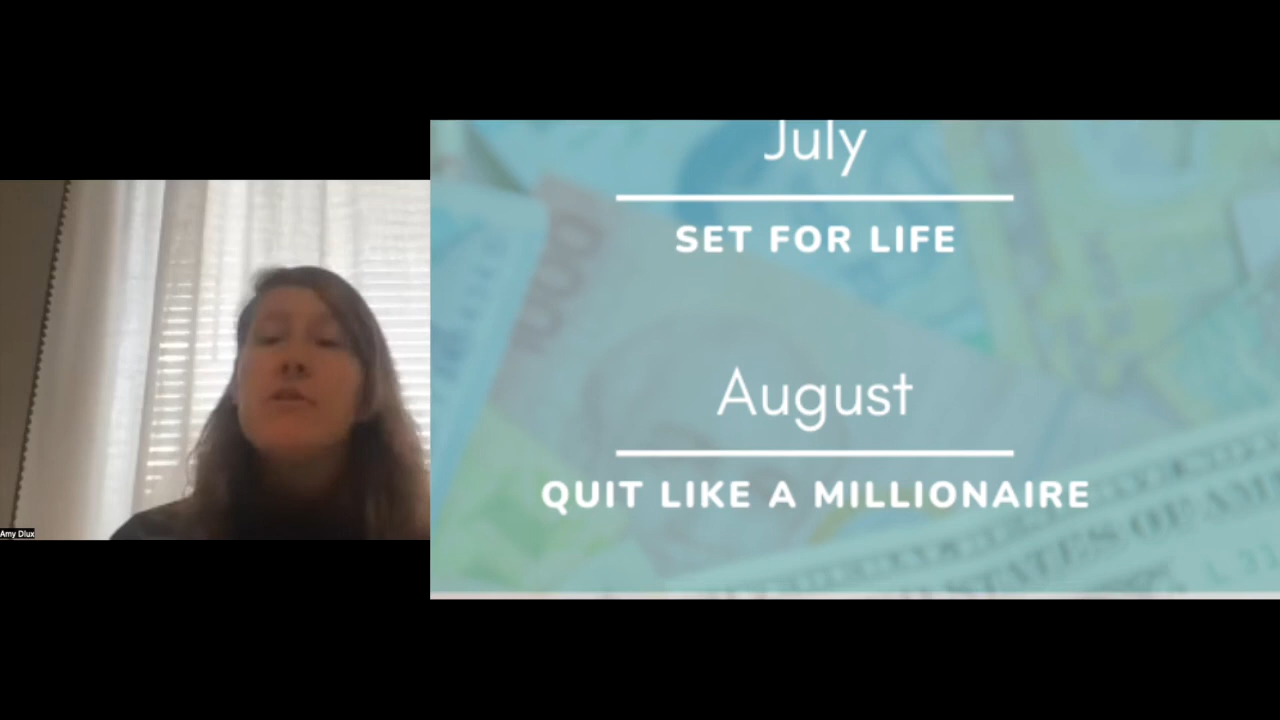 July
SET FOR LIFE
August
QUIT LIKE A MILLIONAIRE
Amy Dlux